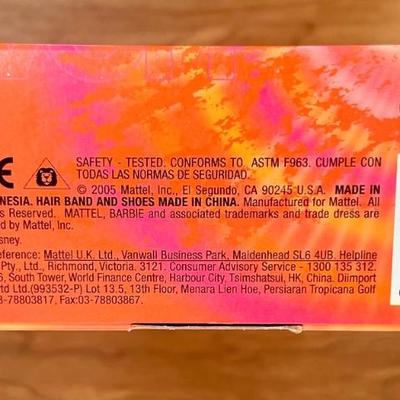 CE
SAFETY - TESTED. CONFORMS TO, ASTM F963. CUMPLE CON
TODAS LAS NORMAS DE SEGURIDAD.
© 2005 Mattel, Inc., El Segundo, CA 90245 U.S.A. MADE IN
NESIA. HAIR BAND AND SHOES MADE IN CHINA. Manufactured for Mattel. All
s Reserved. MATTEL, BARBIE and associated trademarks and trade dress are
d by Mattel, Inc.
sney.
eference: Mattel U.K. Ltd., Vanwall Business Park, Maidenhead SL6 4UB. Helpline
Pty., Ltd., Richmond, Victoria. 3121. Consumer Advisory Service - 1300 135 312.
6, South Tower, World Finance Centre, Harbour City, Tsimshatsui, HK, China. Diimport
td Ltd.(993532-P) Lot 13.5, 13th Floor, Menara Lien Hoe, Persiaran Tropicana Golf
3-78803817, Fax:03-78803867.